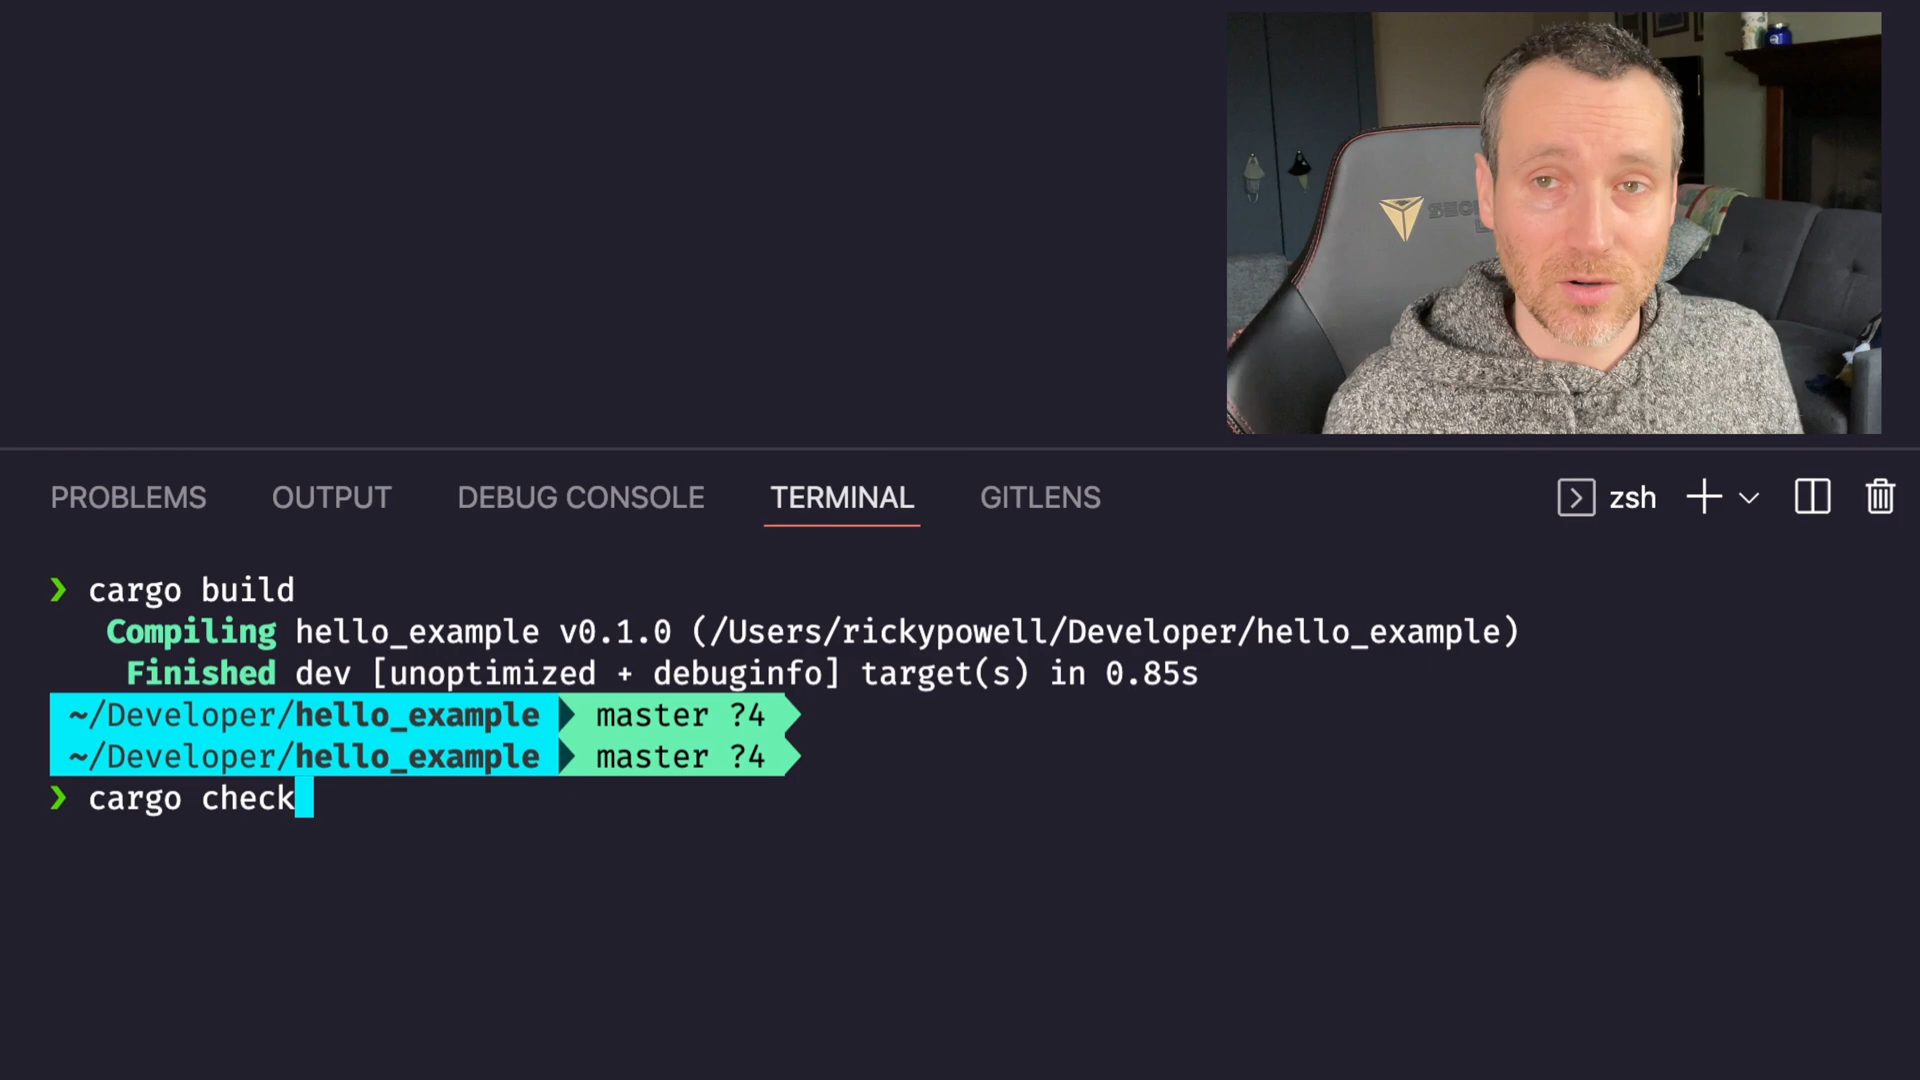 PROBLEMS OUTPUT DEBUG CONSOLE TERMINAL GITLENS zsh
❯ cargo build
Compiling hello_example v0.1.0 (/Users/rickypowell/Developer/hello_example)
Finished dev [unoptimized + debuginfo] target(s) in 0.85s
~/Developer/hello_example master ?4
~/Developer/hello_example master ?4
❯ cargo check